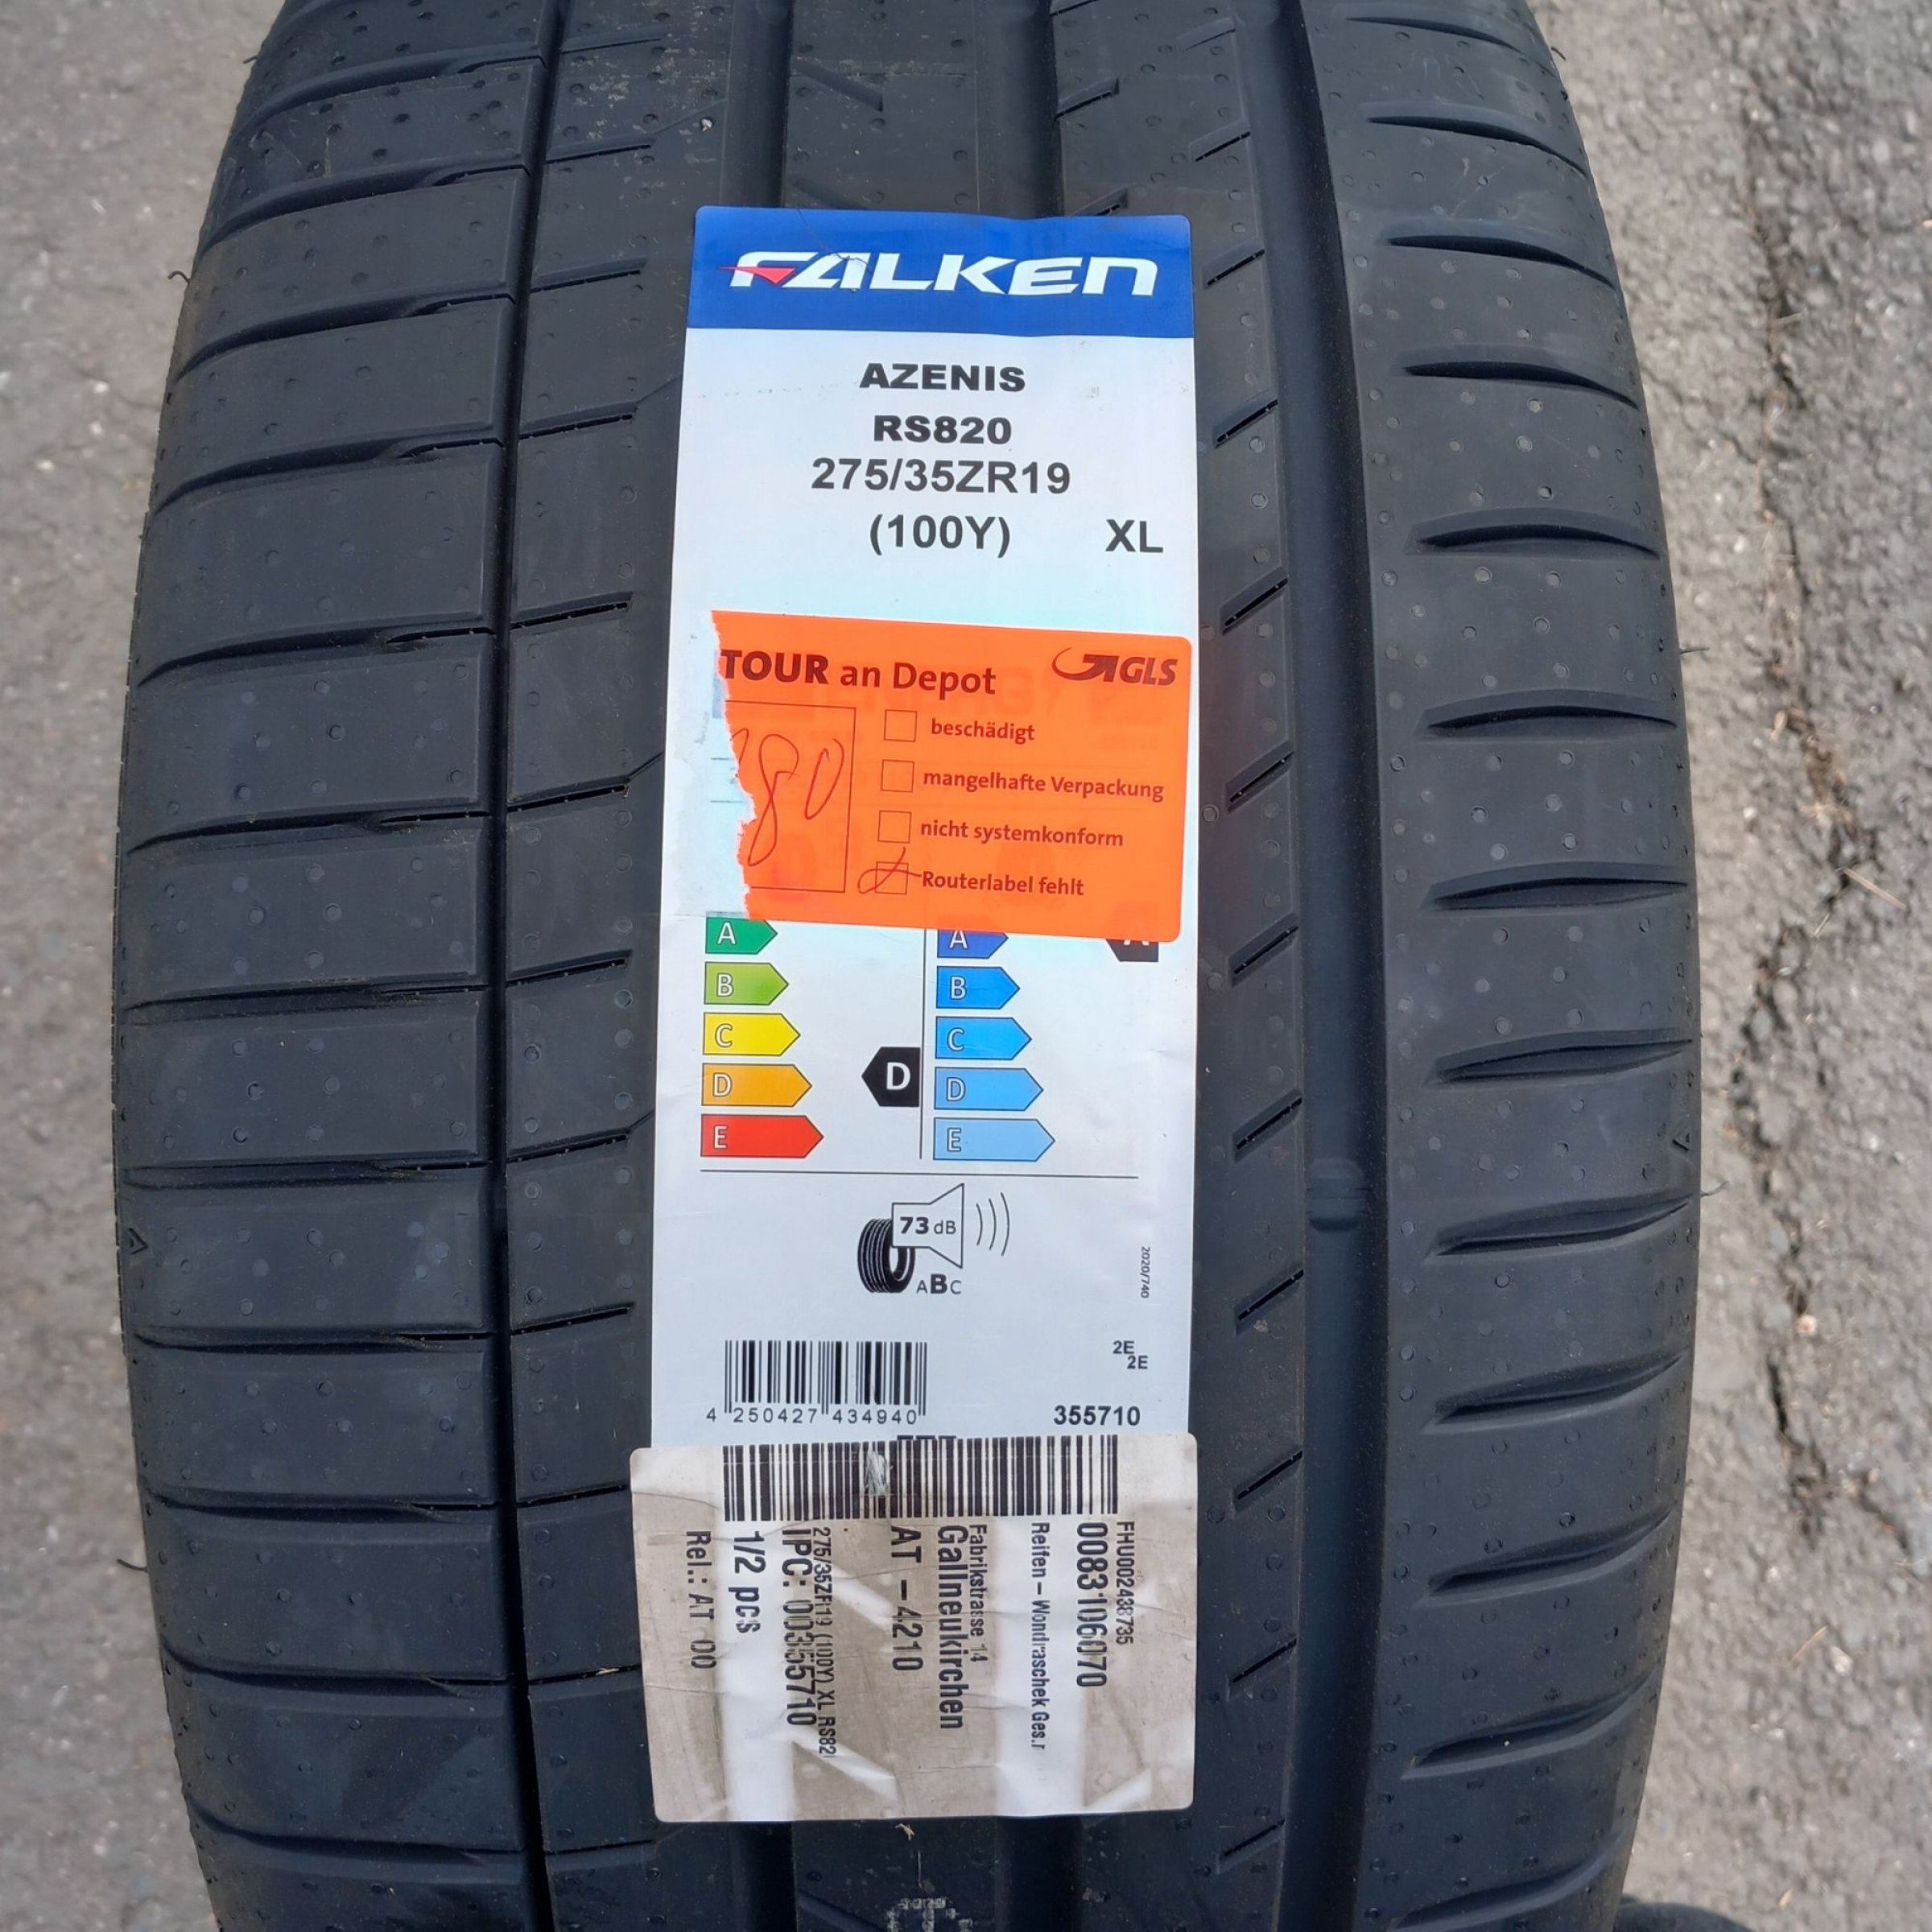 FALKEN
AZENIS
RS820
275/35ZR19
(100Y) XL
TOUR an Depot GLS
80
beschädigt
mangelhafte Verpackung
nicht systemkonform
Routerlabel fehlt
A A A
B B
C C
D D D
E E
73 dB
ABC
2020/740
2E
2E
4 250427 434940
355710
FHU002438735
0083106070
Reifen - Wondraschek Ges.r
Fabrikstrasse 14
Gallneukirchen
AT - 4210
275/35ZR19 (100Y) XL RS82
IPC: 00355710
1/2 pcs
Rel.: AT 00